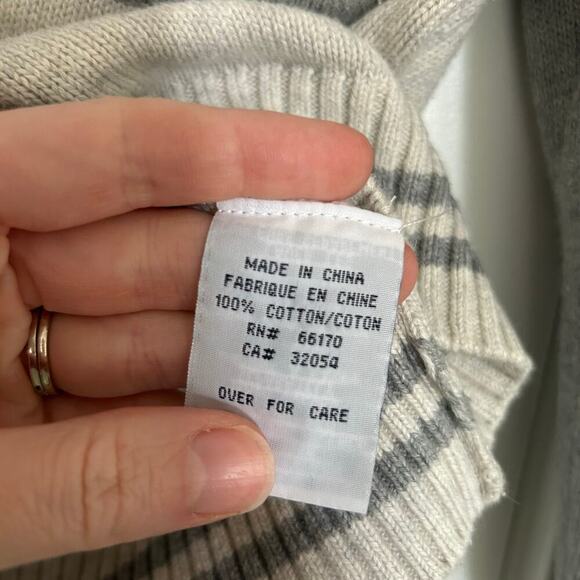 MADE IN CHINA
FABRIQUE EN CHINE
100% COTTON/COTON
RN# 66170
CA# 32054
OVER FOR CARE